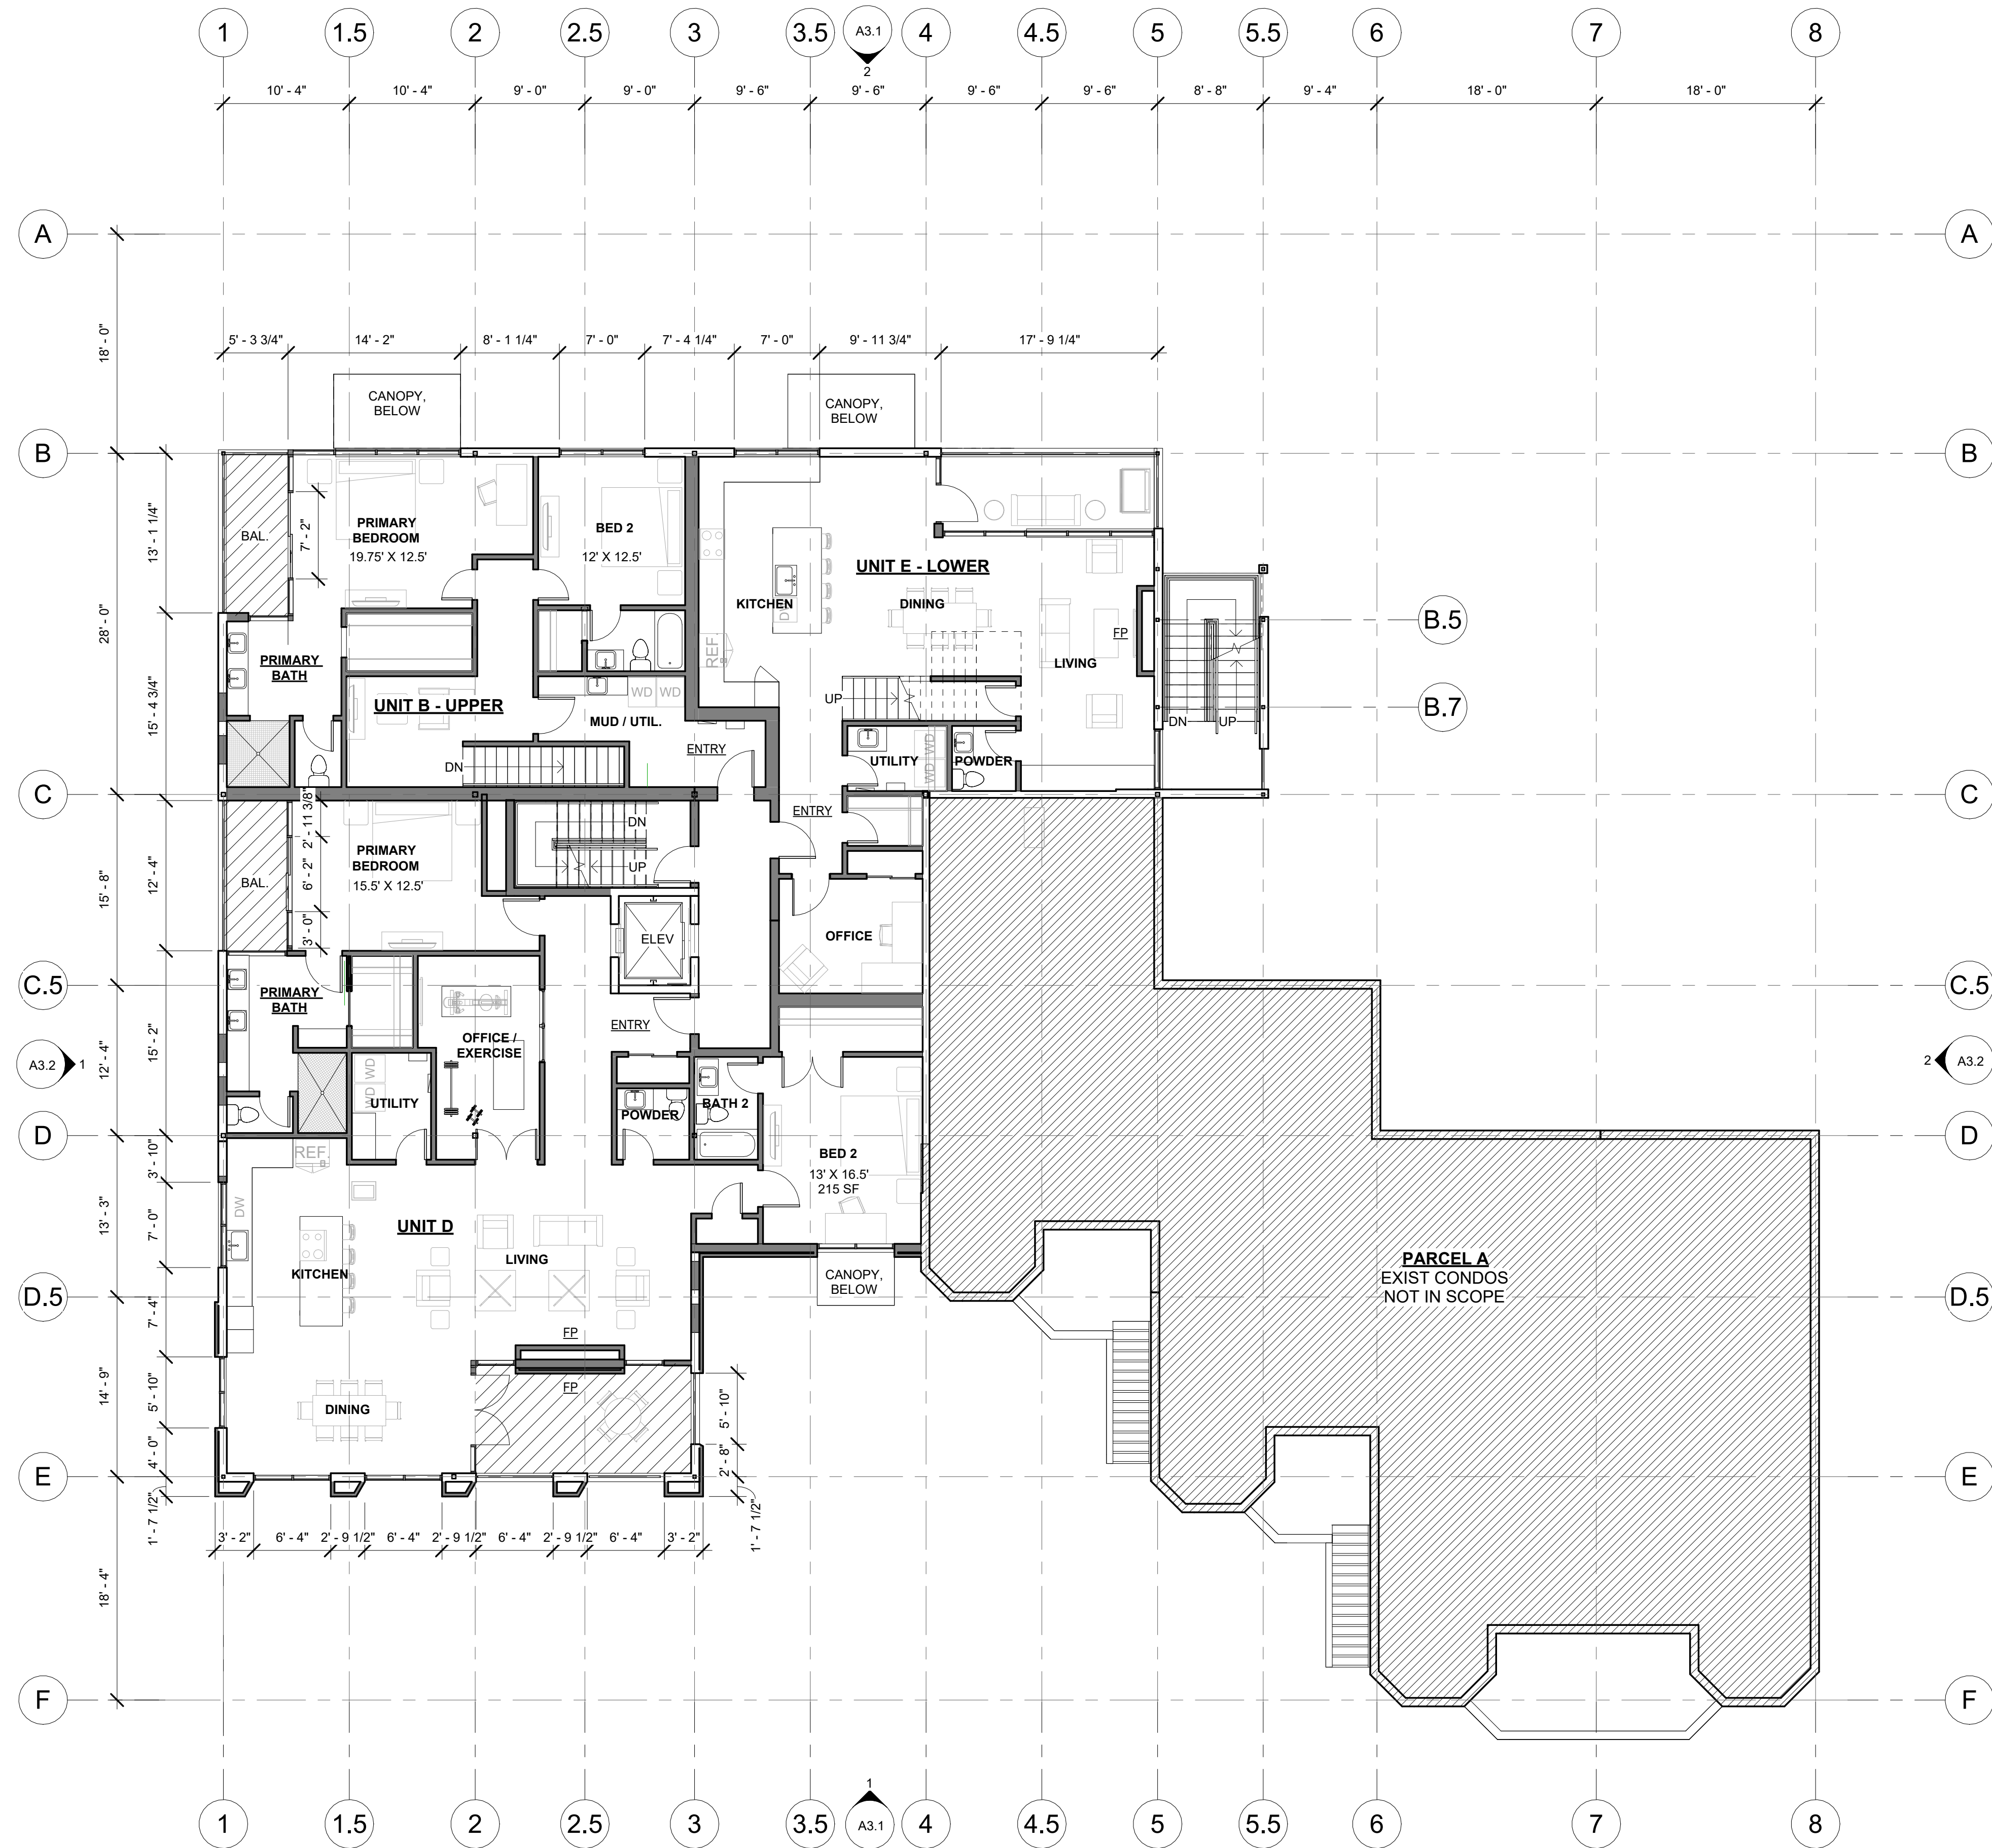 1 1.5 2 2.5 3 3.5 A3.1 4 4.5 5 5.5 6 7 8
2
10' - 4" 10' - 4" 9' - 0" 9' - 0" 9' - 6" 9' - 6" 9' - 6" 9' - 6" 8' - 8" 9' - 4" 18' - 0" 18' - 0"
A A
18' - 0"
5' - 3 3/4" 14' - 2" 8' - 1 1/4" 7' - 0" 7' - 4 1/4" 7' - 0" 9' - 11 3/4" 17' - 9 1/4"
CANOPY,
BELOW
CANOPY,
BELOW
B B
13' - 1 1/4"
BAL.
7' - 2"
PRIMARY
BEDROOM
19.75' X 12.5'
BED 2
12' X 12.5'
UNIT E - LOWER
KITCHEN
DW
DINING
REF
FP
LIVING
B.5
28' - 0"
PRIMARY
BATH
UNIT B - UPPER
WD WD
MUD / UTIL.
UP
B.7
15' - 4 3/4"
DN UP
ENTRY
UTILITY
WD WD
POWDER
DN
C C
2' - 11 3/8"
ENTRY
DN
UP
12' - 4"
15' - 8"
BAL.
6' - 2"
3' - 0"
PRIMARY
BEDROOM
15.5' X 12.5'
ELEV
OFFICE
C.5 C.5
PRIMARY
BATH
ENTRY
OFFICE /
EXERCISE
A3.2 1
12' - 4"
15' - 2"
2 A3.2
WD WD
UTILITY
POWDER
BATH 2
D D
3' - 10"
REF.
BED 2
13' X 16.5'
215 SF
DW
13' - 3"
7' - 0"
UNIT D
LIVING
KITCHEN
CANOPY,
BELOW
PARCEL A
EXIST CONDOS
NOT IN SCOPE
D.5 D.5
7' - 4"
FP
FP
14' - 9"
5' - 10"
DINING
5' - 10"
4' - 0"
2' - 8"
E E
1' - 7 1/2"
1' - 7 1/2"
3' - 2" 6' - 4" 2' - 9 1/2" 6' - 4" 2' - 9 1/2" 6' - 4" 2' - 9 1/2" 6' - 4" 3' - 2"
18' - 4"
F F
1
1 1.5 2 2.5 3 3.5 A3.1 4 4.5 5 5.5 6 7 8